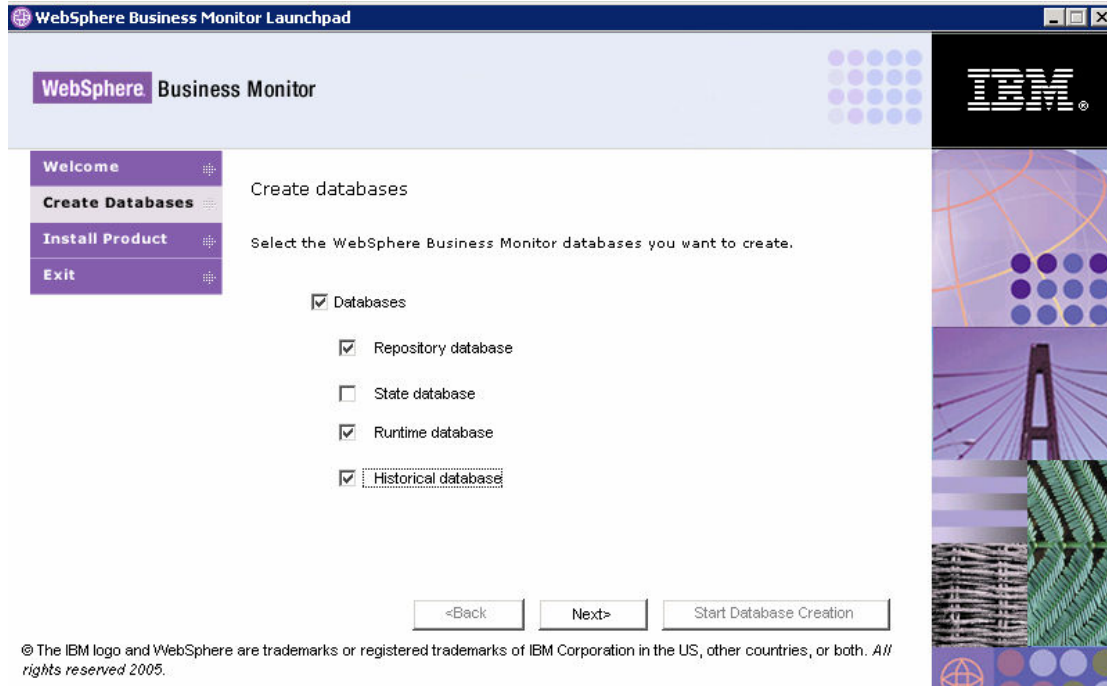 WebSphere Business Monitor Launchpad
WebSphere. Business Monitor
IBM®
Welcome
Create Databases
Install Product
Exit
Create databases
Select the WebSphere Business Monitor databases you want to create.
Databases
Repository database
State database
Runtime database
Historical database
<Back
Next>
Start Database Creation
© The IBM logo and WebSphere are trademarks or registered trademarks of IBM Corporation in the US, other countries, or both. All
rights reserved 2005.